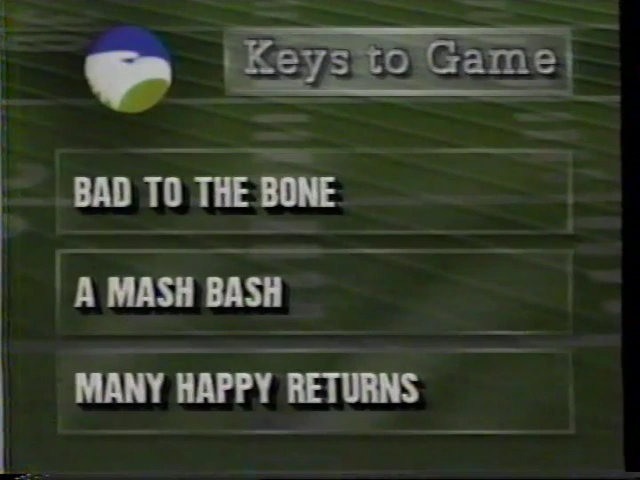 Keys to Game
BAD TO THE BONE
A MASH BASH
MANY HAPPY RETURNS